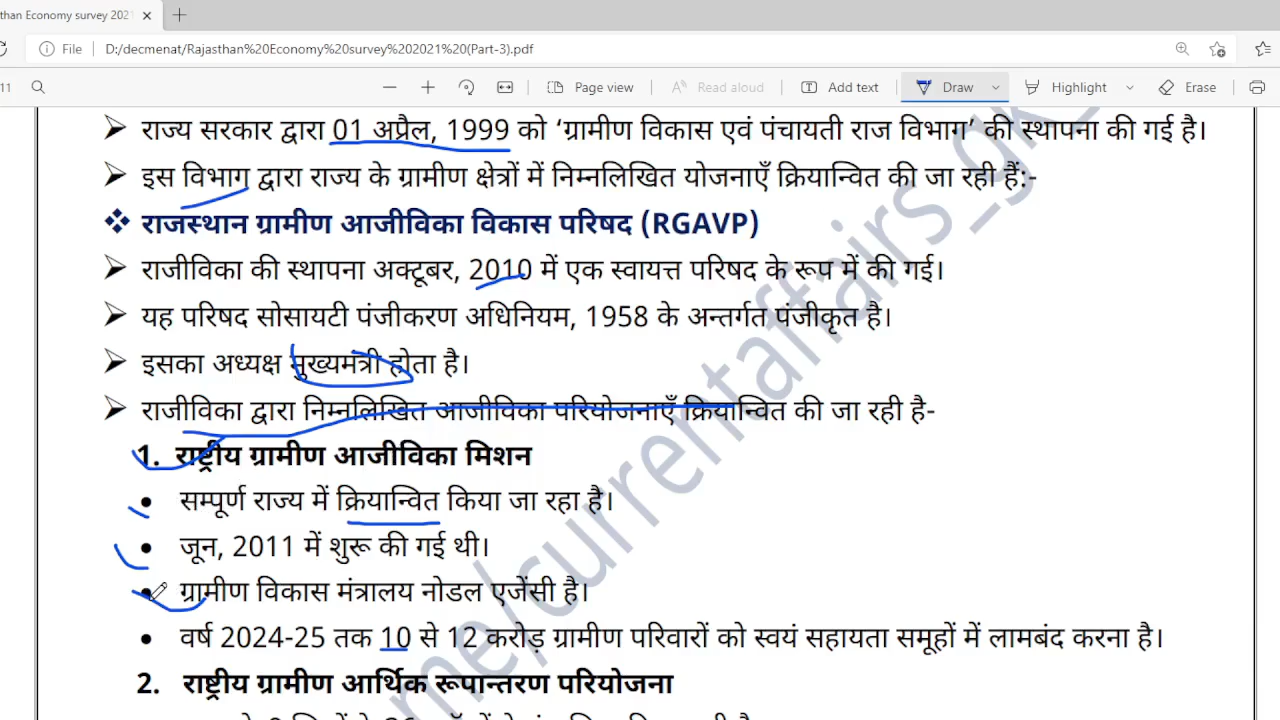 than Economy survey 2021
File D:/decmenat/Rajasthan%20Economy%20survey%202021%20(Part-3).pdf
11 Page view Read aloud Add text Draw Highlight Erase
राज्य सरकार द्वारा 01 अप्रैल, 1999 को ‘ग्रामीण विकास एवं पंचायती राज विभाग’ की स्थापना की गई है।
इस विभाग द्वारा राज्य के ग्रामीण क्षेत्रों में निम्नलिखित योजनाएँ क्रियान्वित की जा रही हैं:-
राजस्थान ग्रामीण आजीविका विकास परिषद (RGAVP)
राजीविका की स्थापना अक्टूबर, 2010 में एक स्वायत्त परिषद के रूप में की गई।
यह परिषद सोसायटी पंजीकरण अधिनियम, 1958 के अन्तर्गत पंजीकृत है।
इसका अध्यक्ष मुख्यमंत्री होता है।
राजीविका द्वारा निम्नलिखित आजीविका परियोजनाएँ क्रियान्वित की जा रही है-
1. राष्ट्रीय ग्रामीण आजीविका मिशन
• सम्पूर्ण राज्य में क्रियान्वित किया जा रहा है।
• जून, 2011 में शुरू की गई थी।
• ग्रामीण विकास मंत्रालय नोडल एजेंसी है।
• वर्ष 2024-25 तक 10 से 12 करोड़ ग्रामीण परिवारों को स्वयं सहायता समूहों में लामबंद करना है।
2. राष्ट्रीय ग्रामीण आर्थिक रूपान्तरण परियोजना
me/currentaffairs_gk_